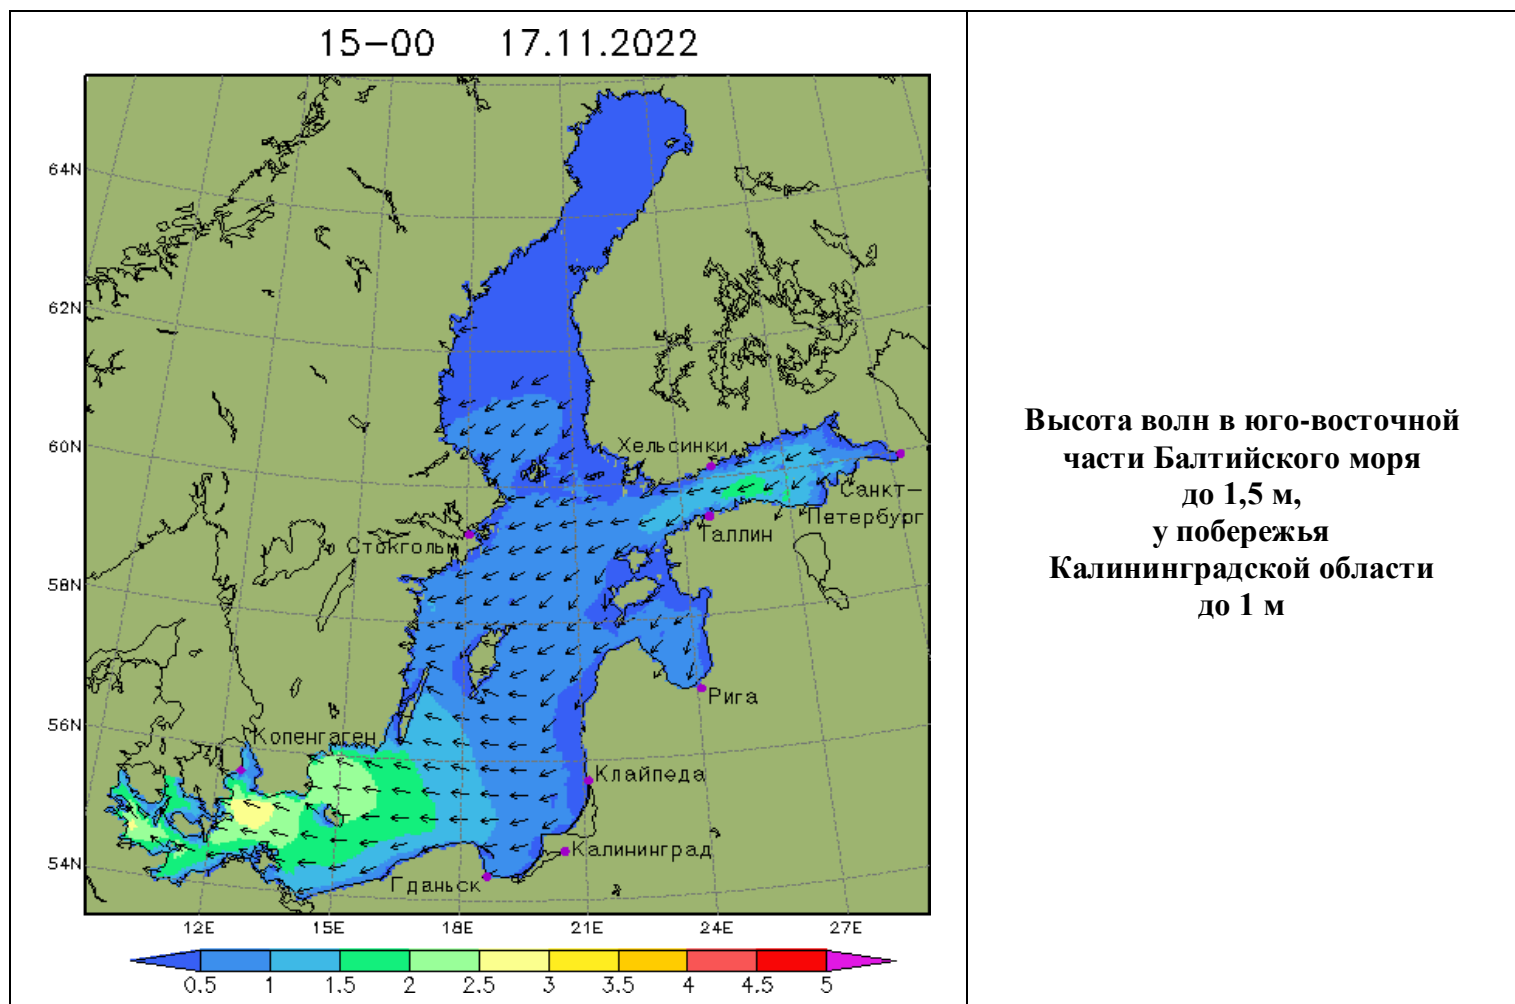 15-00 17.11.2022
64N
62N
60N
58N
56N
54N
Хельсинки
Санкт-
Петербург
Таллин
Стокгольм
Рига
Копенгаген
Клайпеда
Калининград
Гданьск
12E 15E 18E 21E 24E 27E
0.5 1 1.5 2 2.5 3 3.5 4 4.5 5
Высота волн в юго-восточной
части Балтийского моря
до 1,5 м,
у побережья
Калининградской области
до 1 м